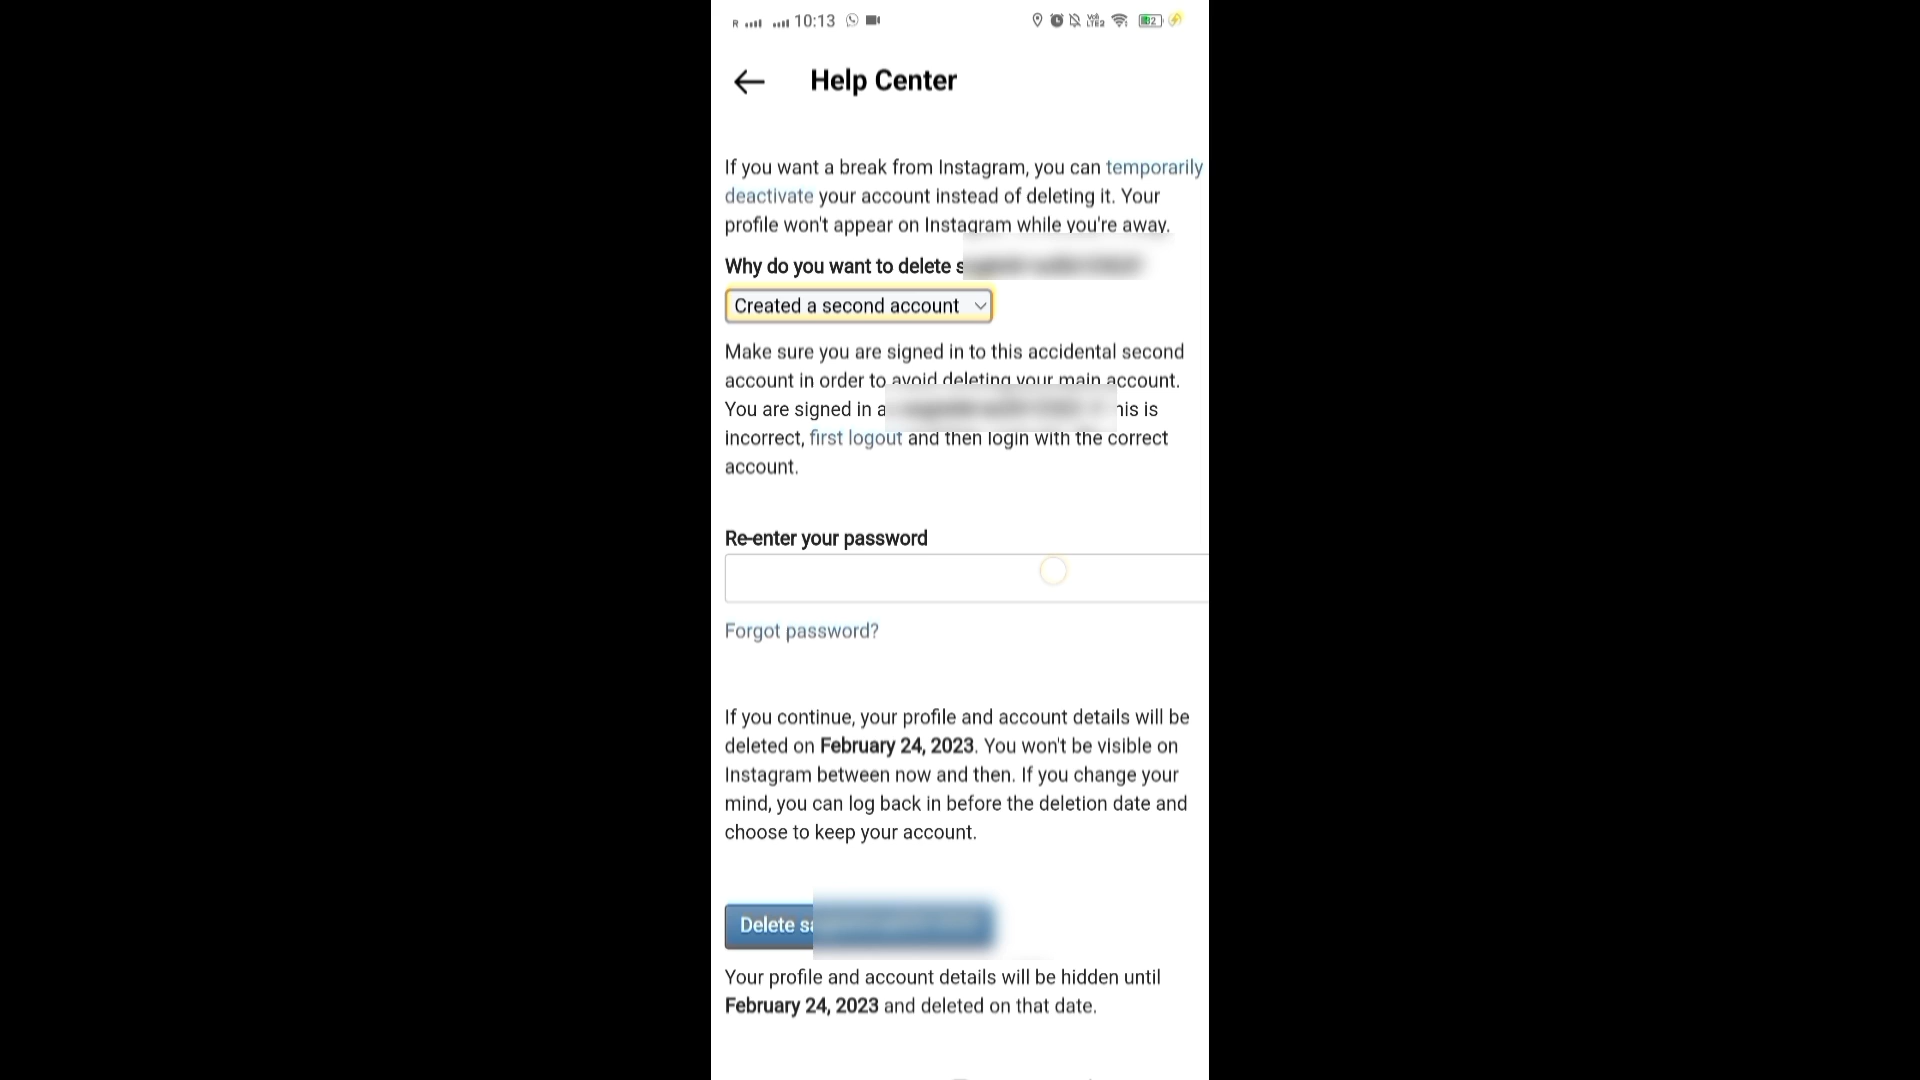 R 10:13
Help Center
If you want a break from Instagram, you can temporarily
deactivate your account instead of deleting it. Your
profile won't appear on Instagram while you're away.
Why do you want to delete
Created a second account
Make sure you are signed in to this accidental second
account in order to avoid deleting your main account.
You are signed in is
incorrect, first logout and then login with the correct
account.
Re-enter your password
Forgot password?
If you continue, your profile and account details will be
deleted on February 24, 2023. You won't be visible on
Instagram between now and then. If you change your
mind, you can log back in before the deletion date and
choose to keep your account.
Delete
Your profile and account details will be hidden until
February 24, 2023 and deleted on that date.